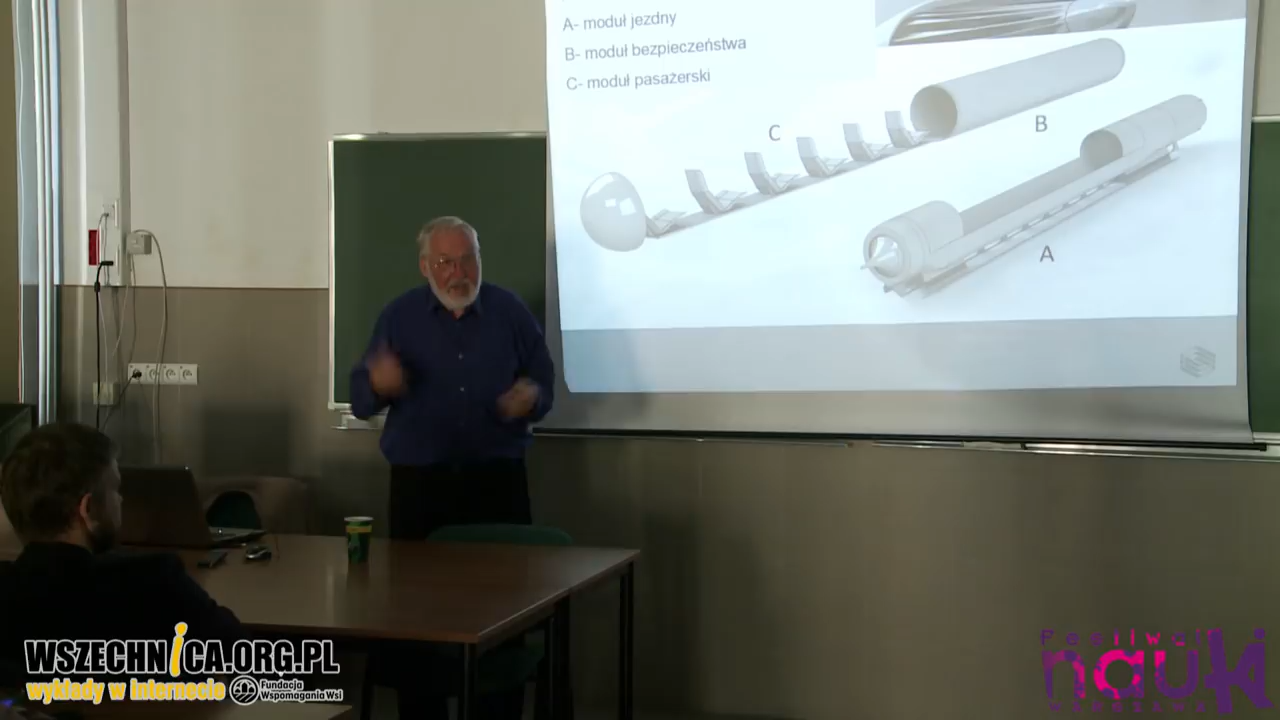 A- moduł jezdny
B- moduł bezpieczeństwa
C- moduł pasażerski
C
B
A
WSZECHNICA.ORG.PL
wykłady w internecie
Fundacja
Wspomagania Wsi
Festiwal
nauki